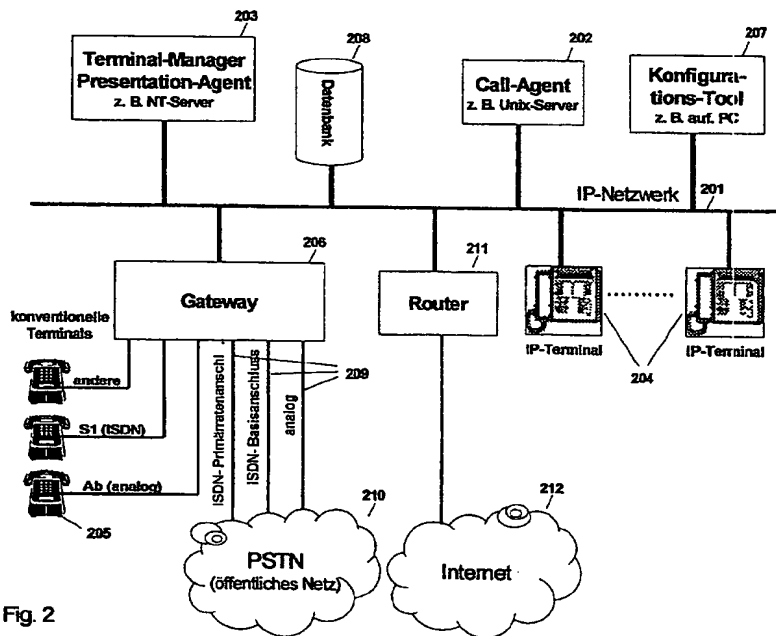 203
208
202
207
Terminal-Manager
Presentation-Agent
z. B. NT-Server
Datenbank
Call-Agent
z. B. Unix-Server
Konfigura-
tions-Tool
z. B. auf. PC
IP-Netzwerk
201
206
211
Gateway
Router
konventionelle
Terminals
IP-Terminal
IP-Terminal
204
andere
S1 (ISDN)
Ab (analog)
205
ISDN-Primärratenanschl
ISDN-Basisanschluss
analog
209
210
212
PSTN
(öffentliches Netz)
Internet
Fig. 2